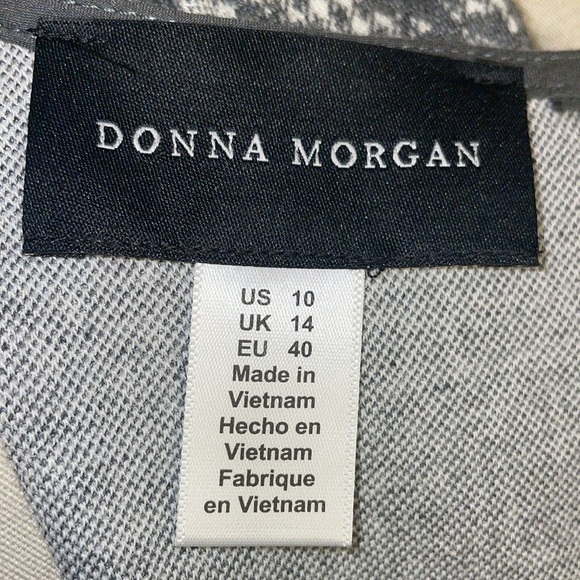 DONNA MORGAN
US 10
UK 14
EU 40
Made in
Vietnam
Hecho en
Vietnam
Fabrique
en Vietnam